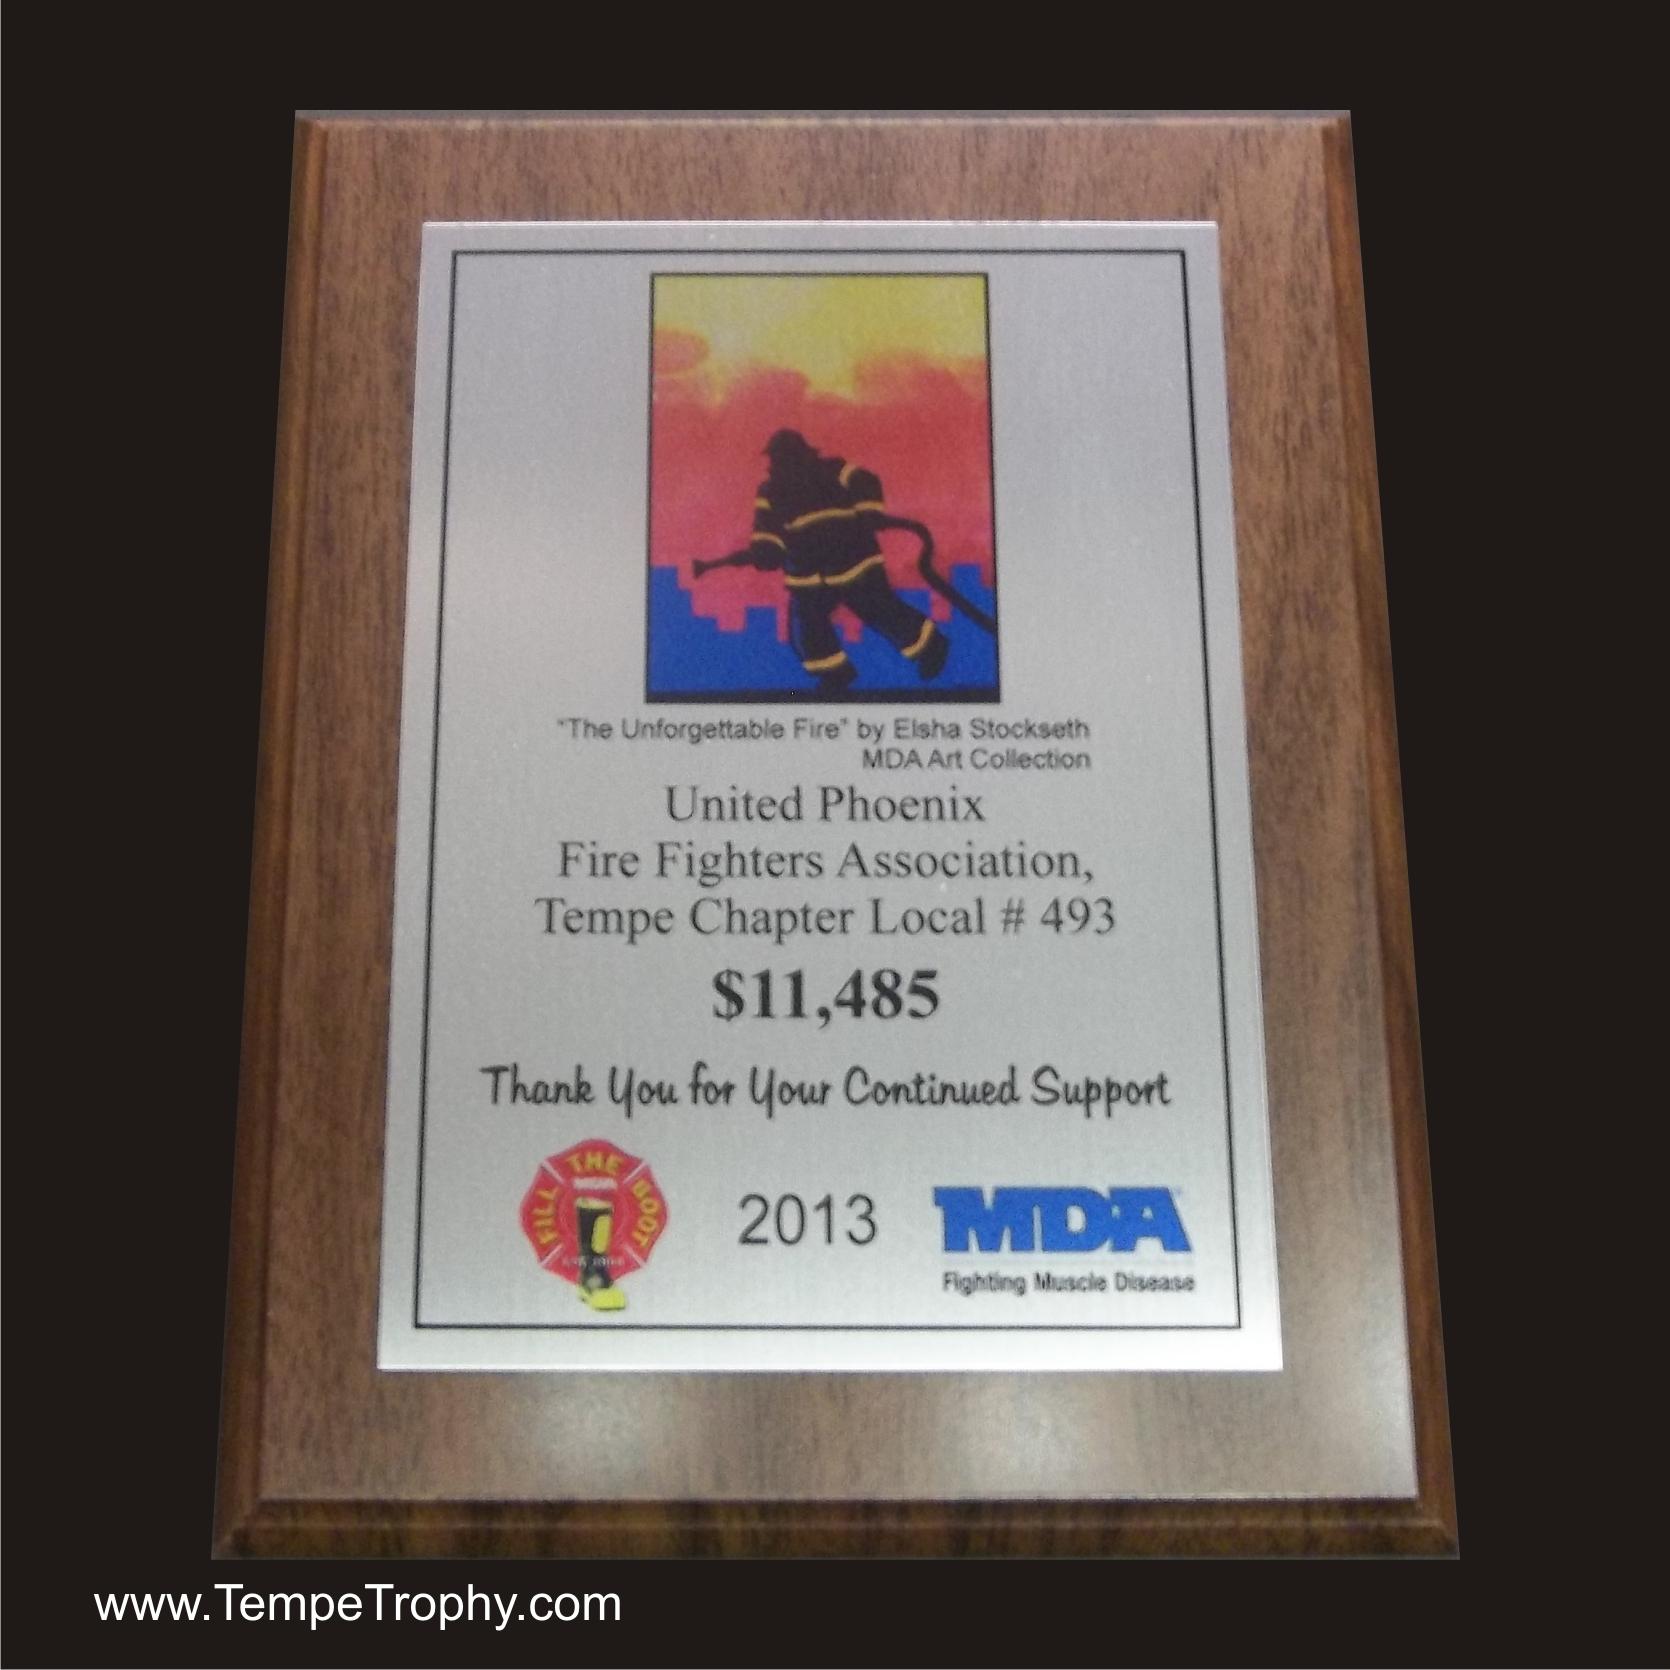 "The Unforgettable Fire" by Elsha Stockseth
MDA Art Collection
United Phoenix
Fire Fighters Association,
Tempe Chapter Local # 493
$11,485
Thank You for Your Continued Support
FILL THE BOOT
2013
MDA
Fighting Muscle Disease
www.TempeTrophy.com